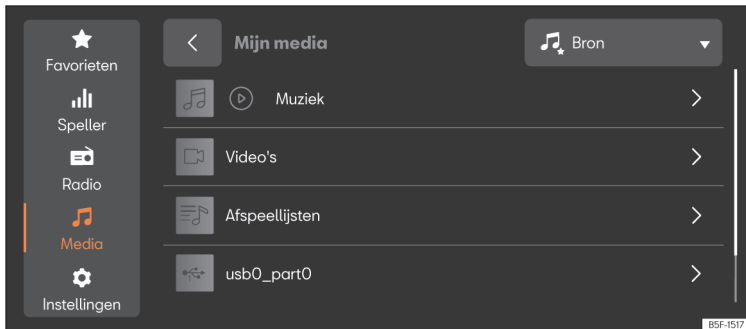 Favorieten
Speller
Radio
Media
Instellingen
Mijn media
Bron
Muziek
Video's
Afspeellijsten
usb0_part0
B5F-1517